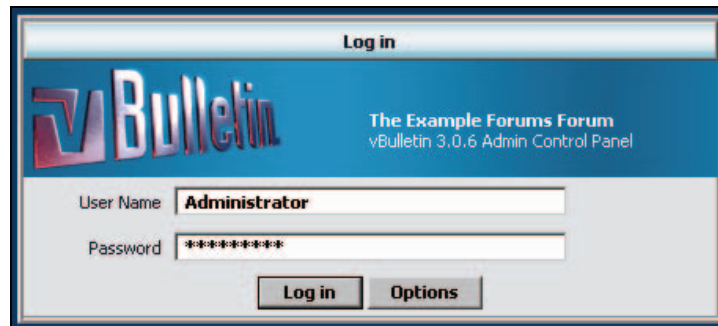 Log in
vBulletin
The Example Forums Forum
vBulletin 3.0.6 Admin Control Panel
User Name Administrator
Password *********
Log in Options